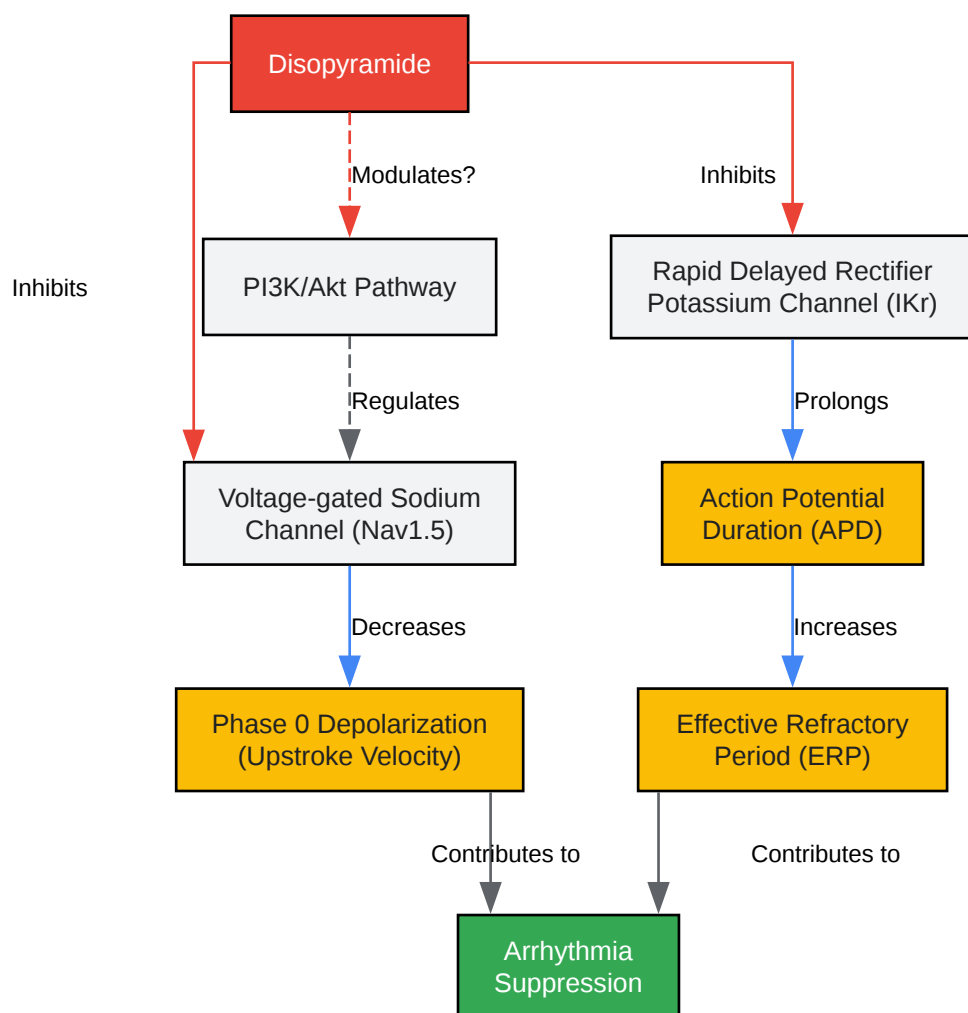 Disopyramide
Modulates?
Inhibits
Inhibits
PI3K/Akt Pathway
Rapid Delayed Rectifier
Potassium Channel (IKr)
Regulates
Prolongs
Voltage-gated Sodium
Channel (Nav1.5)
Action Potential
Duration (APD)
Decreases
Increases
Phase 0 Depolarization
(Upstroke Velocity)
Effective Refractory
Period (ERP)
Contributes to
Contributes to
Arrhythmia
Suppression